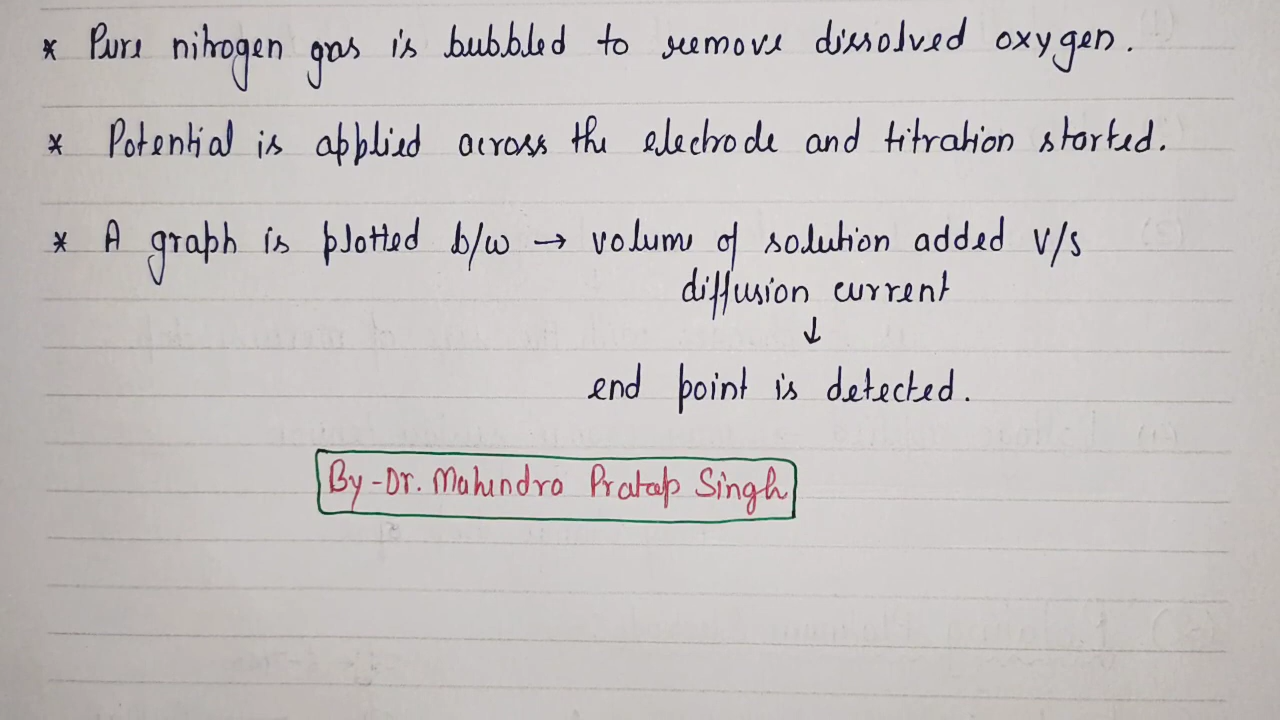 * Pure nitrogen gas is bubbled to remove dissolved oxygen.
* Potential is applied across the electrode and titration started.
* A graph is plotted b/w → volume of solution added v/s
diffusion current
↓
end point is detected.
By - Dr. Mahendra Pratap Singh